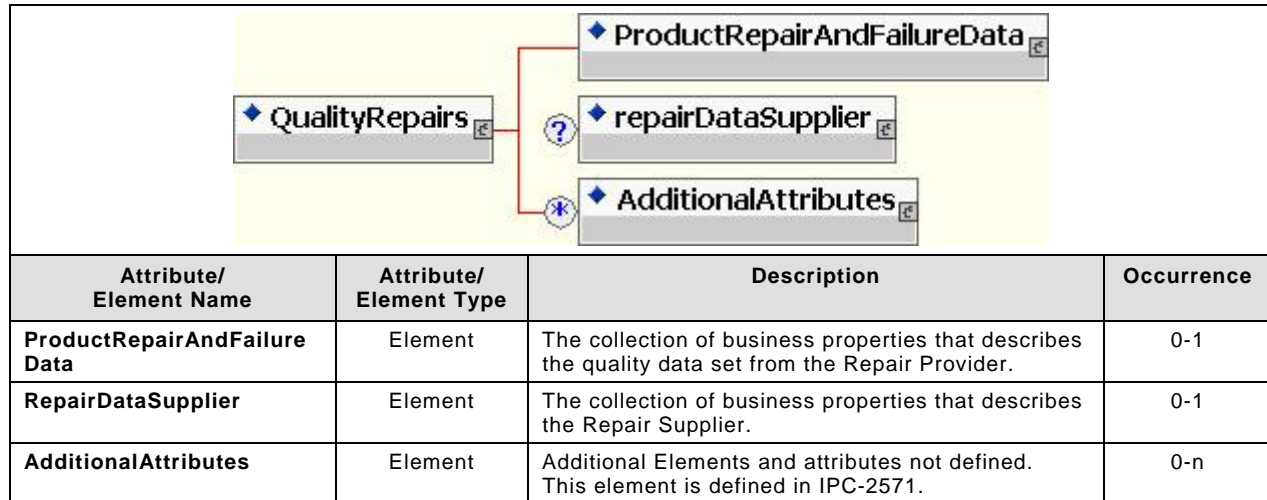 ProductRepairAndFailureData
QualityRepairs
?
repairDataSupplier
*
AdditionalAttributes
Attribute/
Element Name
Attribute/
Element Type
Description
Occurrence
ProductRepairAndFailure
Data
Element
The collection of business properties that describes
the quality data set from the Repair Provider.
0-1
RepairDataSupplier
Element
The collection of business properties that describes
the Repair Supplier.
0-1
AdditionalAttributes
Element
Additional Elements and attributes not defined.
This element is defined in IPC-2571.
0-n